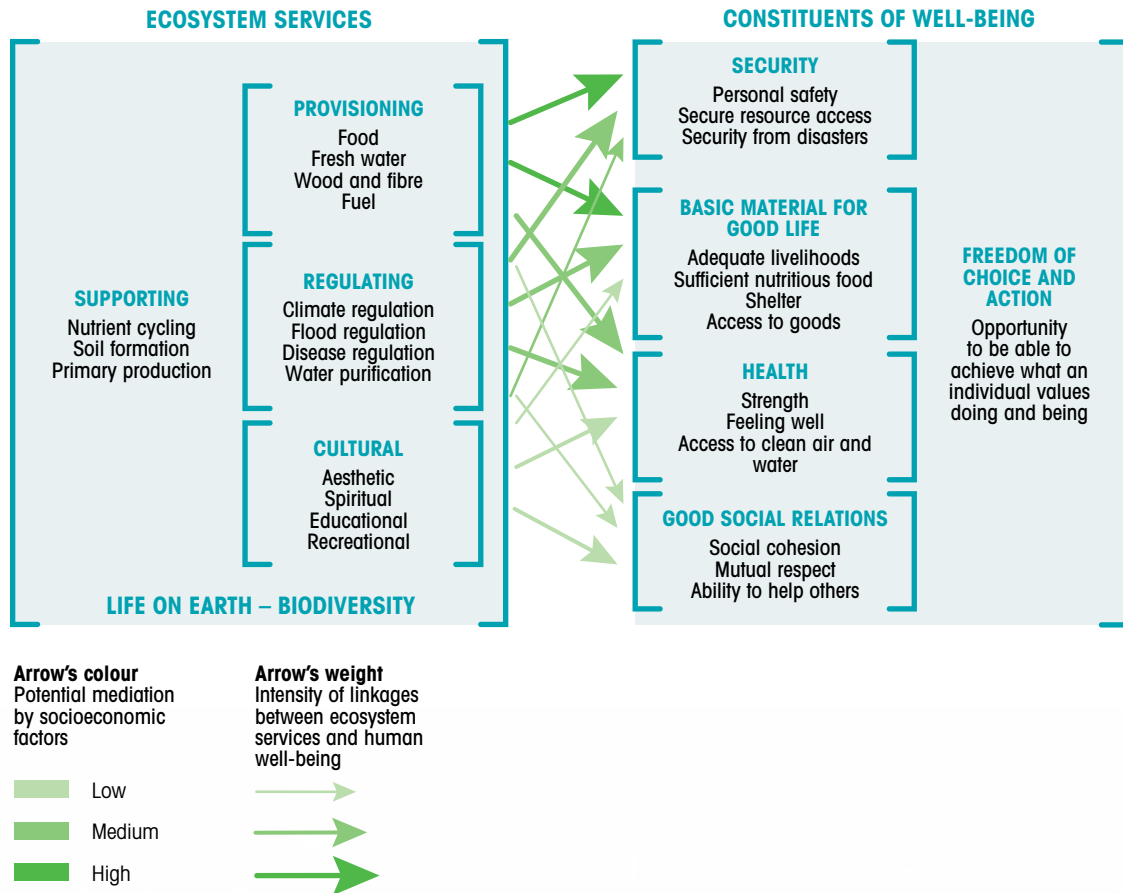 ECOSYSTEM SERVICES
SUPPORTING
Nutrient cycling
Soil formation
Primary production
PROVISIONING
Food
Fresh water
Wood and fibre
Fuel
REGULATING
Climate regulation
Flood regulation
Disease regulation
Water purification
CULTURAL
Aesthetic
Spiritual
Educational
Recreational
LIFE ON EARTH – BIODIVERSITY
CONSTITUENTS OF WELL-BEING
SECURITY
Personal safety
Secure resource access
Security from disasters
BASIC MATERIAL FOR
GOOD LIFE
Adequate livelihoods
Sufficient nutritious food
Shelter
Access to goods
HEALTH
Strength
Feeling well
Access to clean air and
water
GOOD SOCIAL RELATIONS
Social cohesion
Mutual respect
Ability to help others
FREEDOM OF
CHOICE AND
ACTION
Opportunity
to be able to
achieve what an
individual values
doing and being
Arrow's colour
Potential mediation
by socioeconomic
factors
Low
Medium
High
Arrow's weight
Intensity of linkages
between ecosystem
services and human
well-being